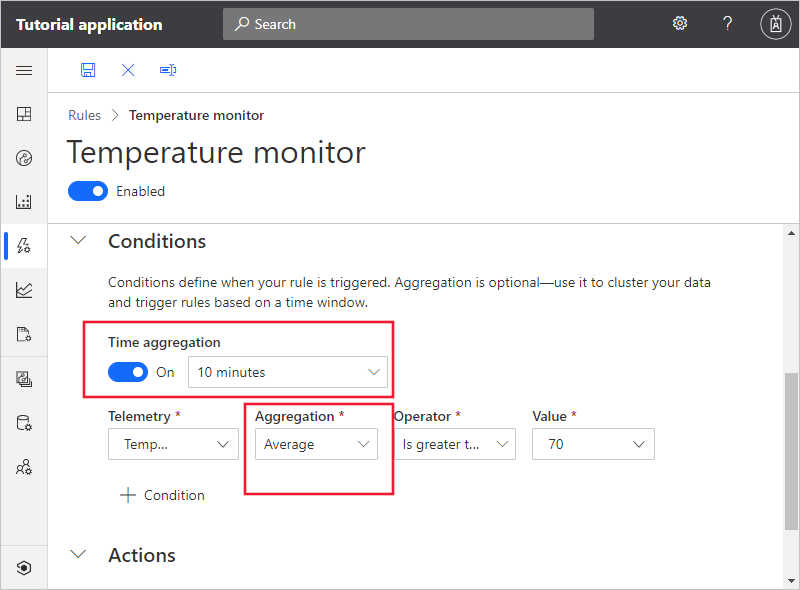 Tutorial application
Search
?
Rules > Temperature monitor
Temperature monitor
Enabled
Conditions
Conditions define when your rule is triggered. Aggregation is optional—use it to cluster your data
and trigger rules based on a time window.
Time aggregation
On
10 minutes
Telemetry * Aggregation * Operator * Value *
Temp... Average Is greater t... 70
+ Condition
Actions